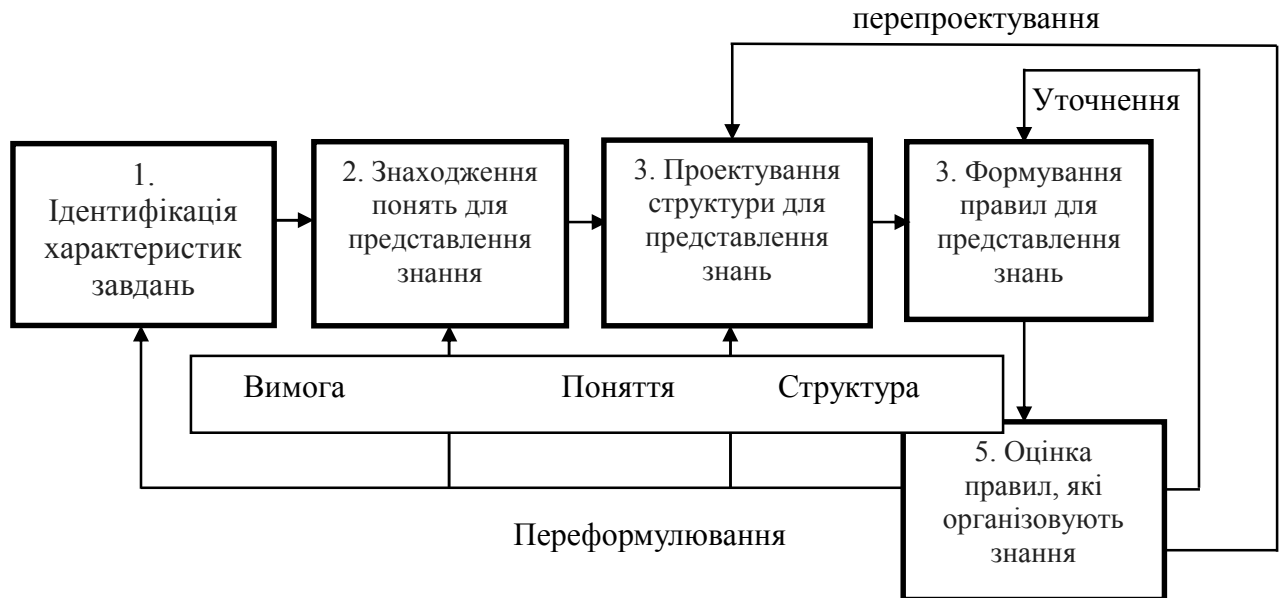 перепроектування
Уточнення
1.
Ідентифікація
характеристик
завдань
2. Знаходження
понять для
представлення
знання
3. Проектування
структури для
представлення
знань
3. Формування
правил для
представлення
знань
Вимога
Поняття
Структура
5. Оцінка
правил, які
організовують
знання
Переформулювання